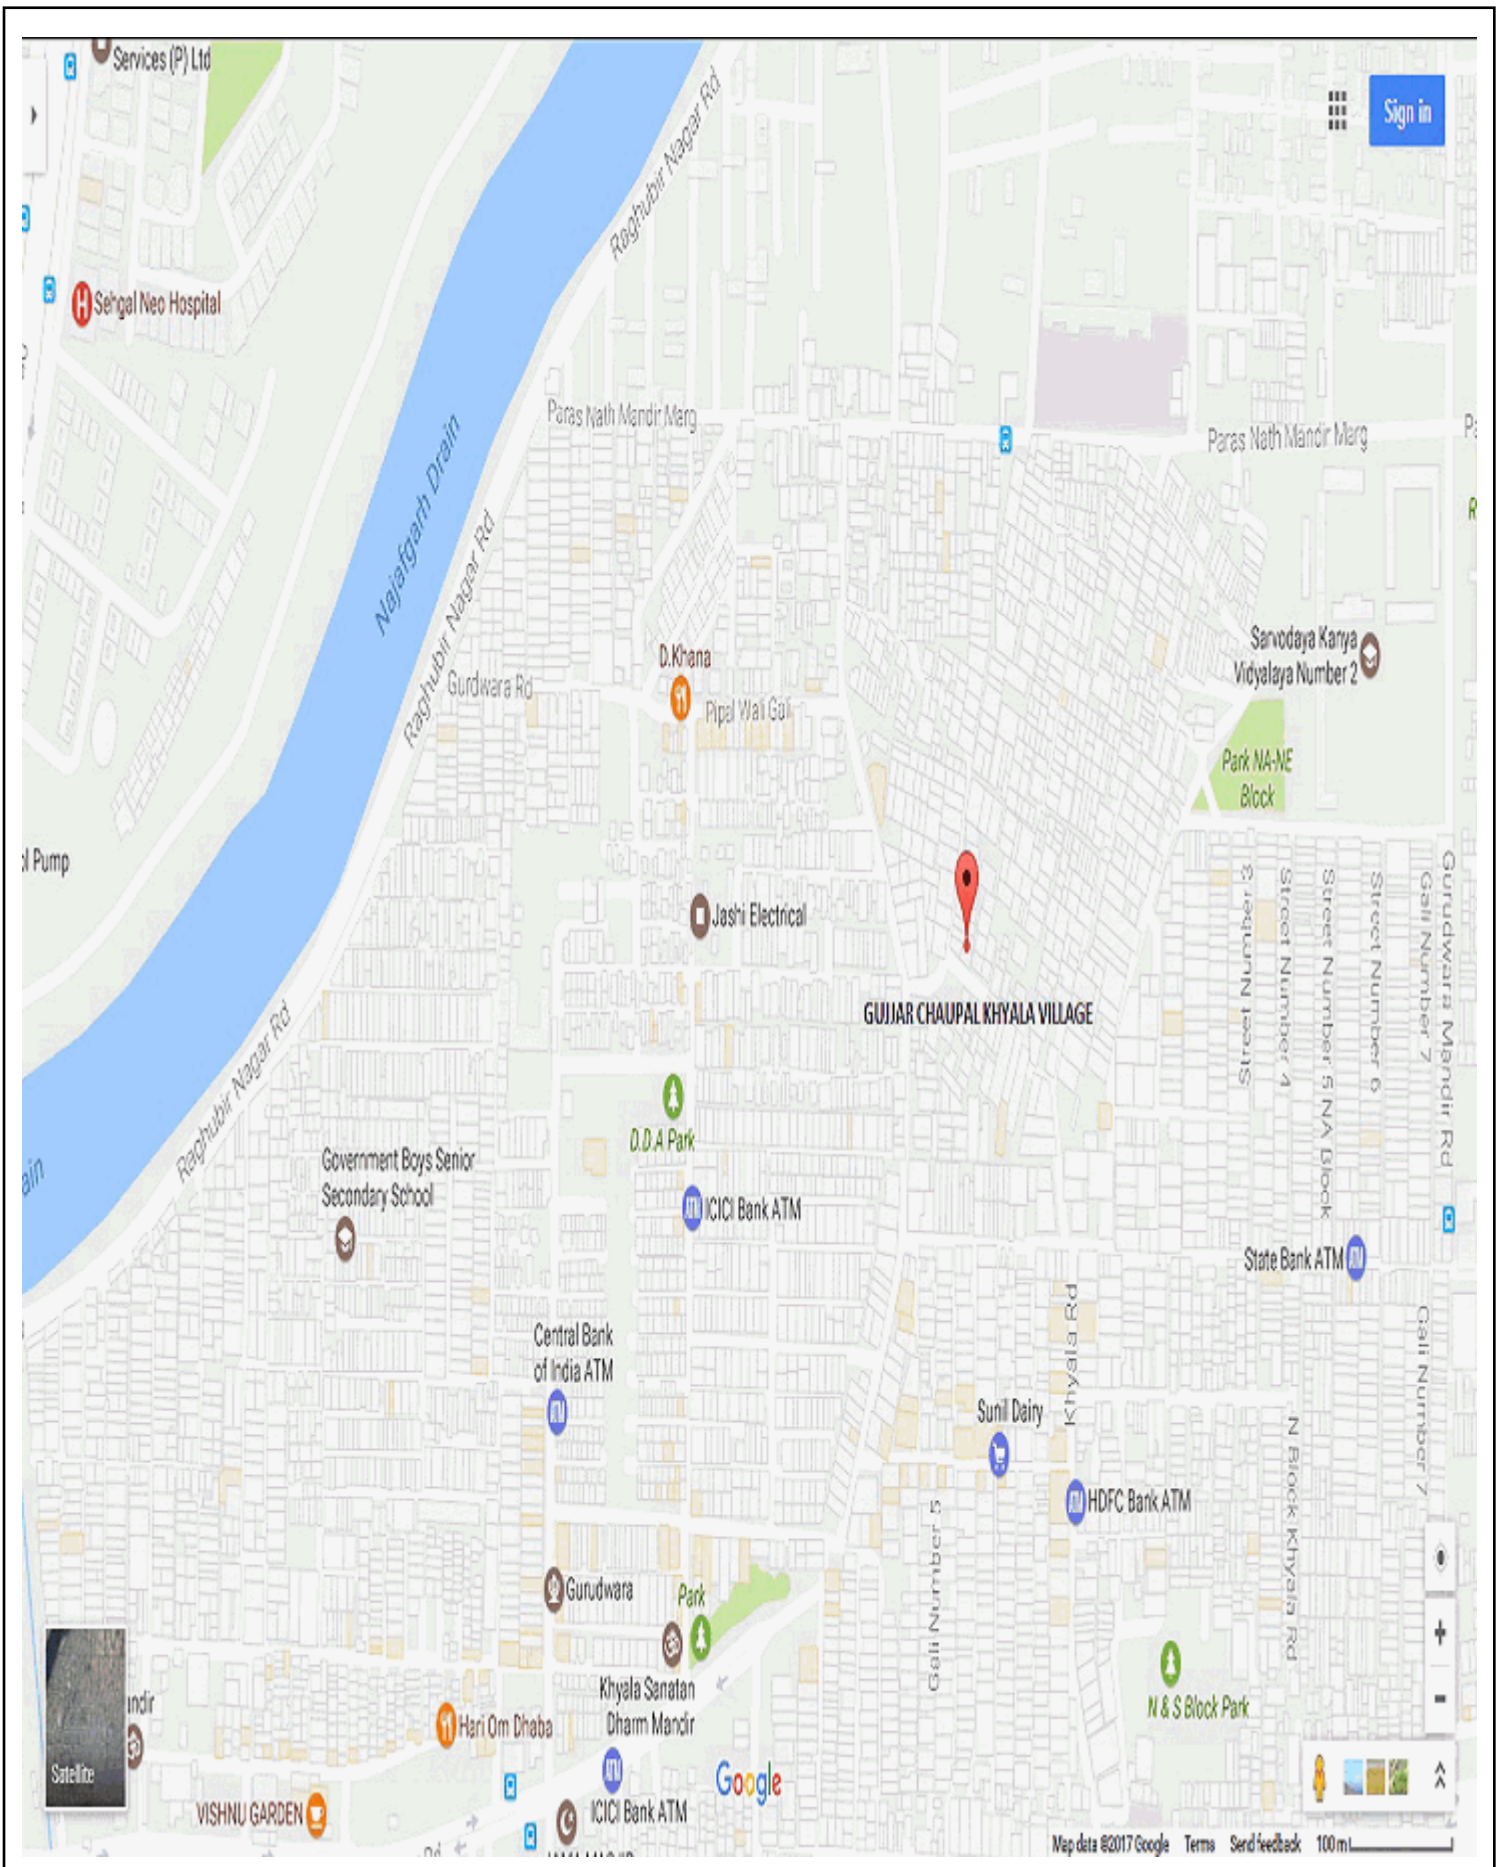 Services (P) Ltd
Sign in
Raghubir Nagar Rd
Sehgal Neo Hospital
Paras Nath Mandir Marg
Paras Nath Mandir Marg
Najafgarh Drain
Raghubir Nagar Rd
Sarvodaya Kanya
Vidyalaya Number 2
D.Khana
Gurdwara Rd
Pipal Wali Gali
Park NA-NE
Block
Pump
Jashi Electrical
Street Number 3
Street Number 4
Street Number 5 NA Block
Street Number 6
Gali Number 7
Gurudwara Mandir Rd
GUJJAR CHAUPAL KHYALA VILLAGE
Raghubir Nagar Rd
D.D.A Park
Government Boys Senior
Secondary School
ICICI Bank ATM
State Bank ATM
Khyala Rd
Gali Number 7
Central Bank
of India ATM
Sunil Dairy
HDFC Bank ATM
N Block Khyala Rd
Gali Number 5
Gurudwara
Park
Khyala Sanatan
Dharm Mandir
N & S Block Park
Hari Om Dhaba
Satellite
Google
VISHNU GARDEN
ICICI Bank ATM
Map data ©2017 Google Terms Send feedback 100 m